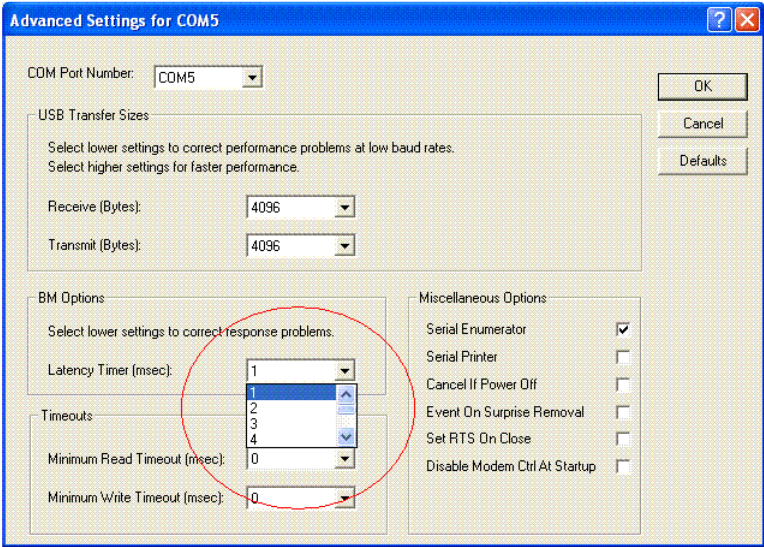 Advanced Settings for COM5
COM Port Number: COM5
OK
USB Transfer Sizes
Cancel
Select lower settings to correct performance problems at low baud rates.
Select higher settings for faster performance.
Defaults
Receive (Bytes): 4096
Transmit (Bytes): 4096
BM Options
Select lower settings to correct response problems.
Latency Timer (msec): 1
1
2
3
4
Timeouts
Minimum Read Timeout (msec): 0
Minimum Write Timeout (msec): 0
Miscellaneous Options
Serial Enumerator
Serial Printer
Cancel If Power Off
Event On Surprise Removal
Set RTS On Close
Disable Modem Ctrl At Startup